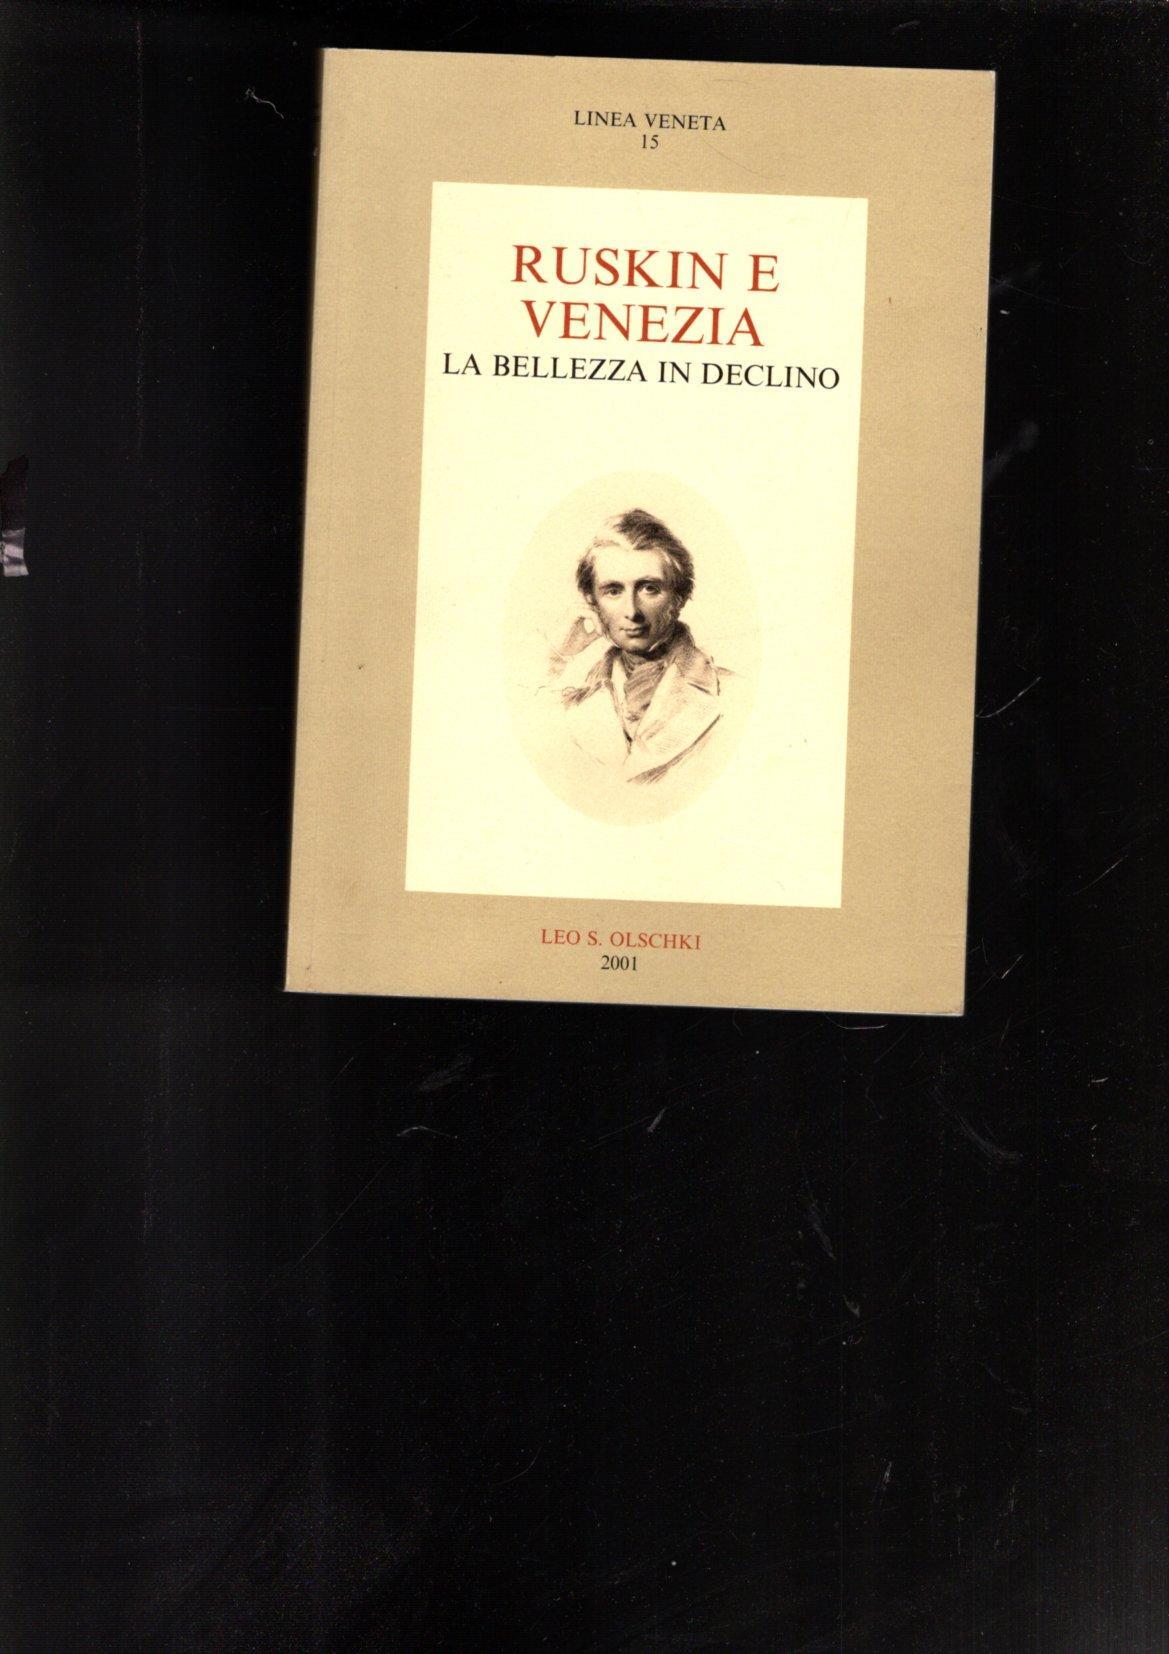 LINEA VENETA
15
RUSKIN E
VENEZIA
LA BELLEZZA IN DECLINO
LEO S. OLSCHKI
2001